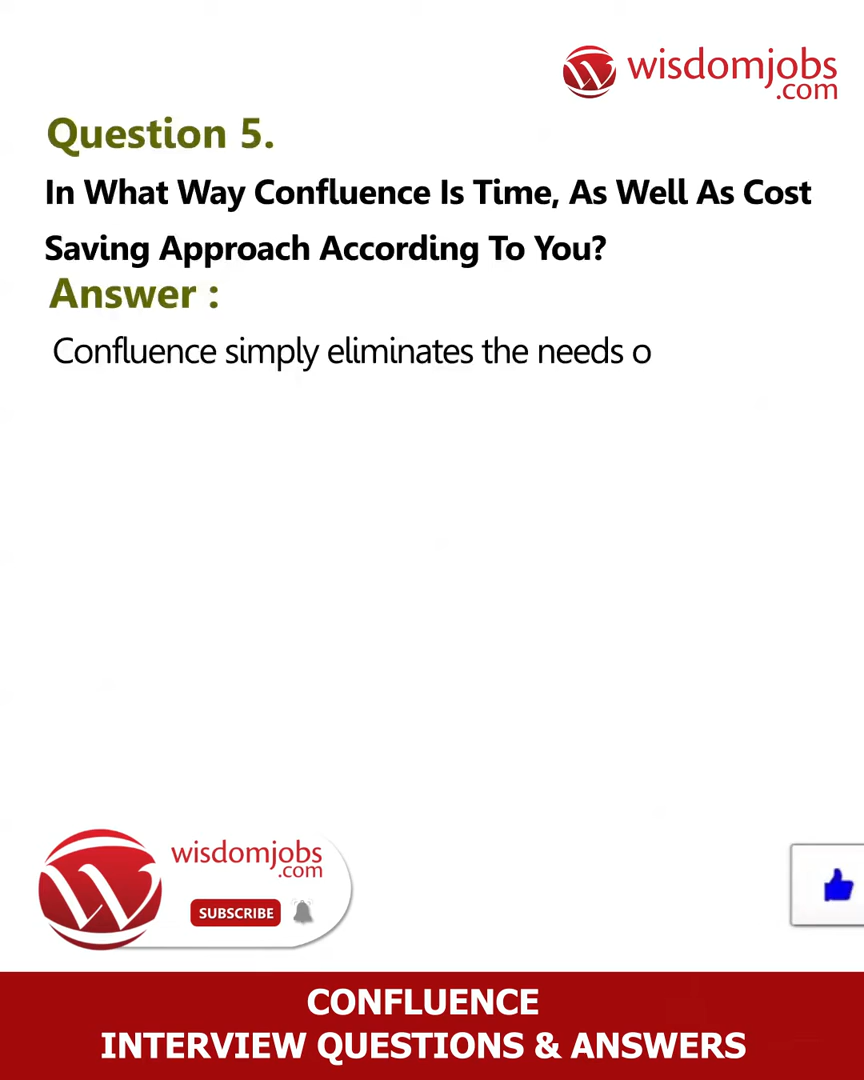 wisdomjobs
.com
Question 5.
In What Way Confluence Is Time, As Well As Cost
Saving Approach According To You?
Answer :
Confluence simply eliminates the needs o
wisdomjobs
.com
SUBSCRIBE
CONFLUENCE
INTERVIEW QUESTIONS & ANSWERS